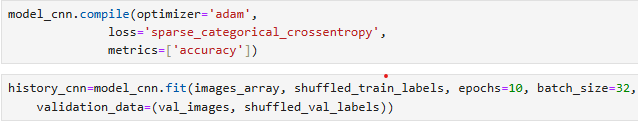 model_cnn.compile(optimizer='adam',
loss='sparse_categorical_crossentropy',
metrics=['accuracy'])
history_cnn=model_cnn.fit(images_array, shuffled_train_labels, epochs=10, batch_size=32,
validation_data=(val_images, shuffled_val_labels))